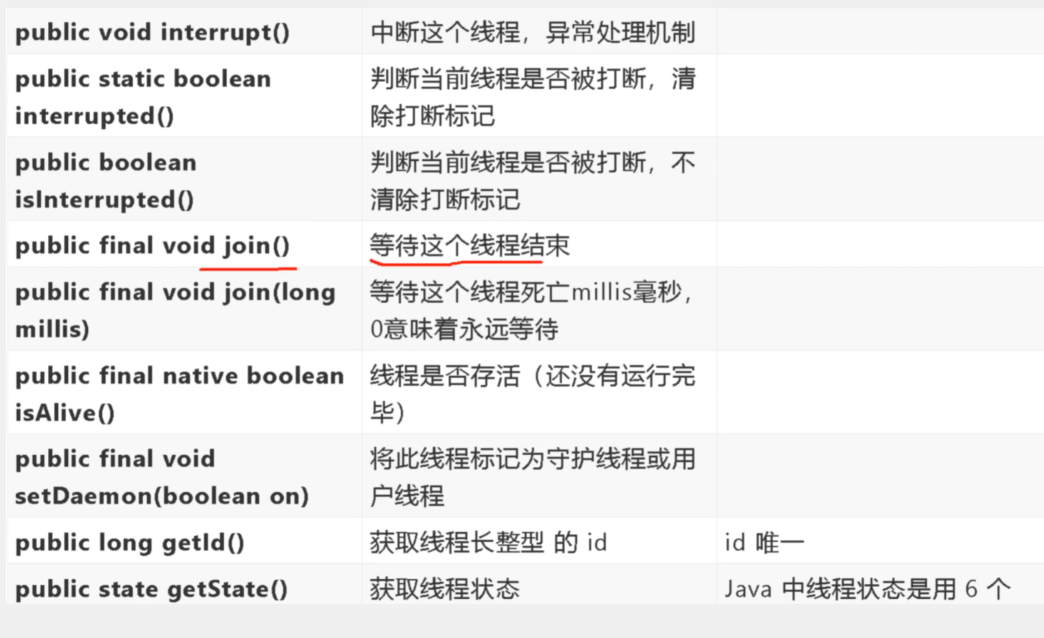 public void interrupt()
中断这个线程，异常处理机制
public static boolean
interrupted()
判断当前线程是否被打断，清
除打断标记
public boolean
isInterrupted()
判断当前线程是否被打断，不
清除打断标记
public final void join()
等待这个线程结束
public final void join(long
millis)
等待这个线程死亡millis毫秒，
0意味着永远等待
public final native boolean
isAlive()
线程是否存活（还没有运行完
毕）
public final void
setDaemon(boolean on)
将此线程标记为守护线程或用
户线程
public long getId()
获取线程长整型 的 id
id 唯一
public state getState()
获取线程状态
Java 中线程状态是用 6 个